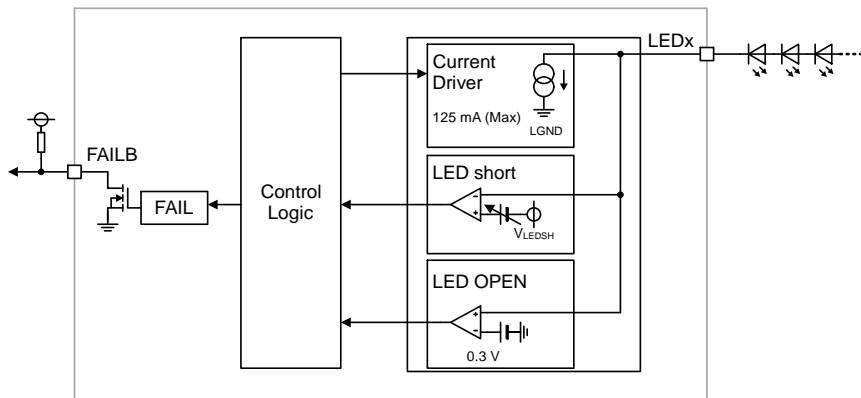 LEDx
Current
Driver
125 mA (Max)
LGND
FAILB
FAIL
Control
Logic
LED short
-
+
VLEDSH
LED OPEN
+
-
0.3 V